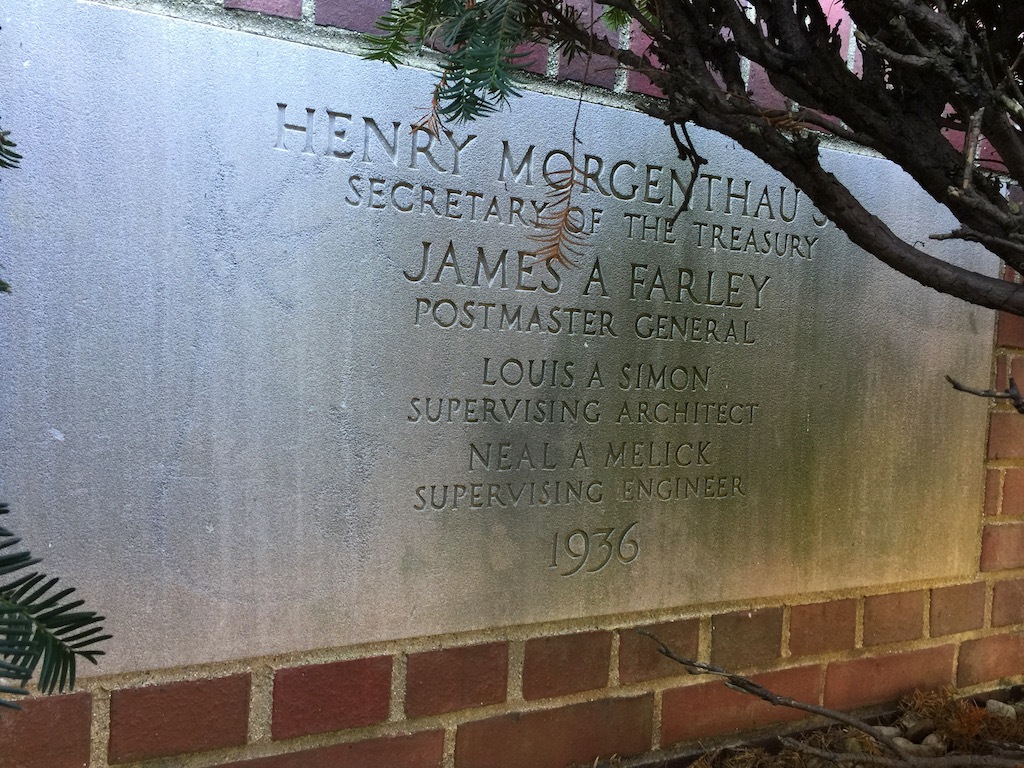 HENRY MORGENTHAU
SECRETARY OF THE TREASURY
JAMES A FARLEY
POSTMASTER GENERAL
LOUIS A SIMON
SUPERVISING ARCHITECT
NEAL A MELICK
SUPERVISING ENGINEER
1936